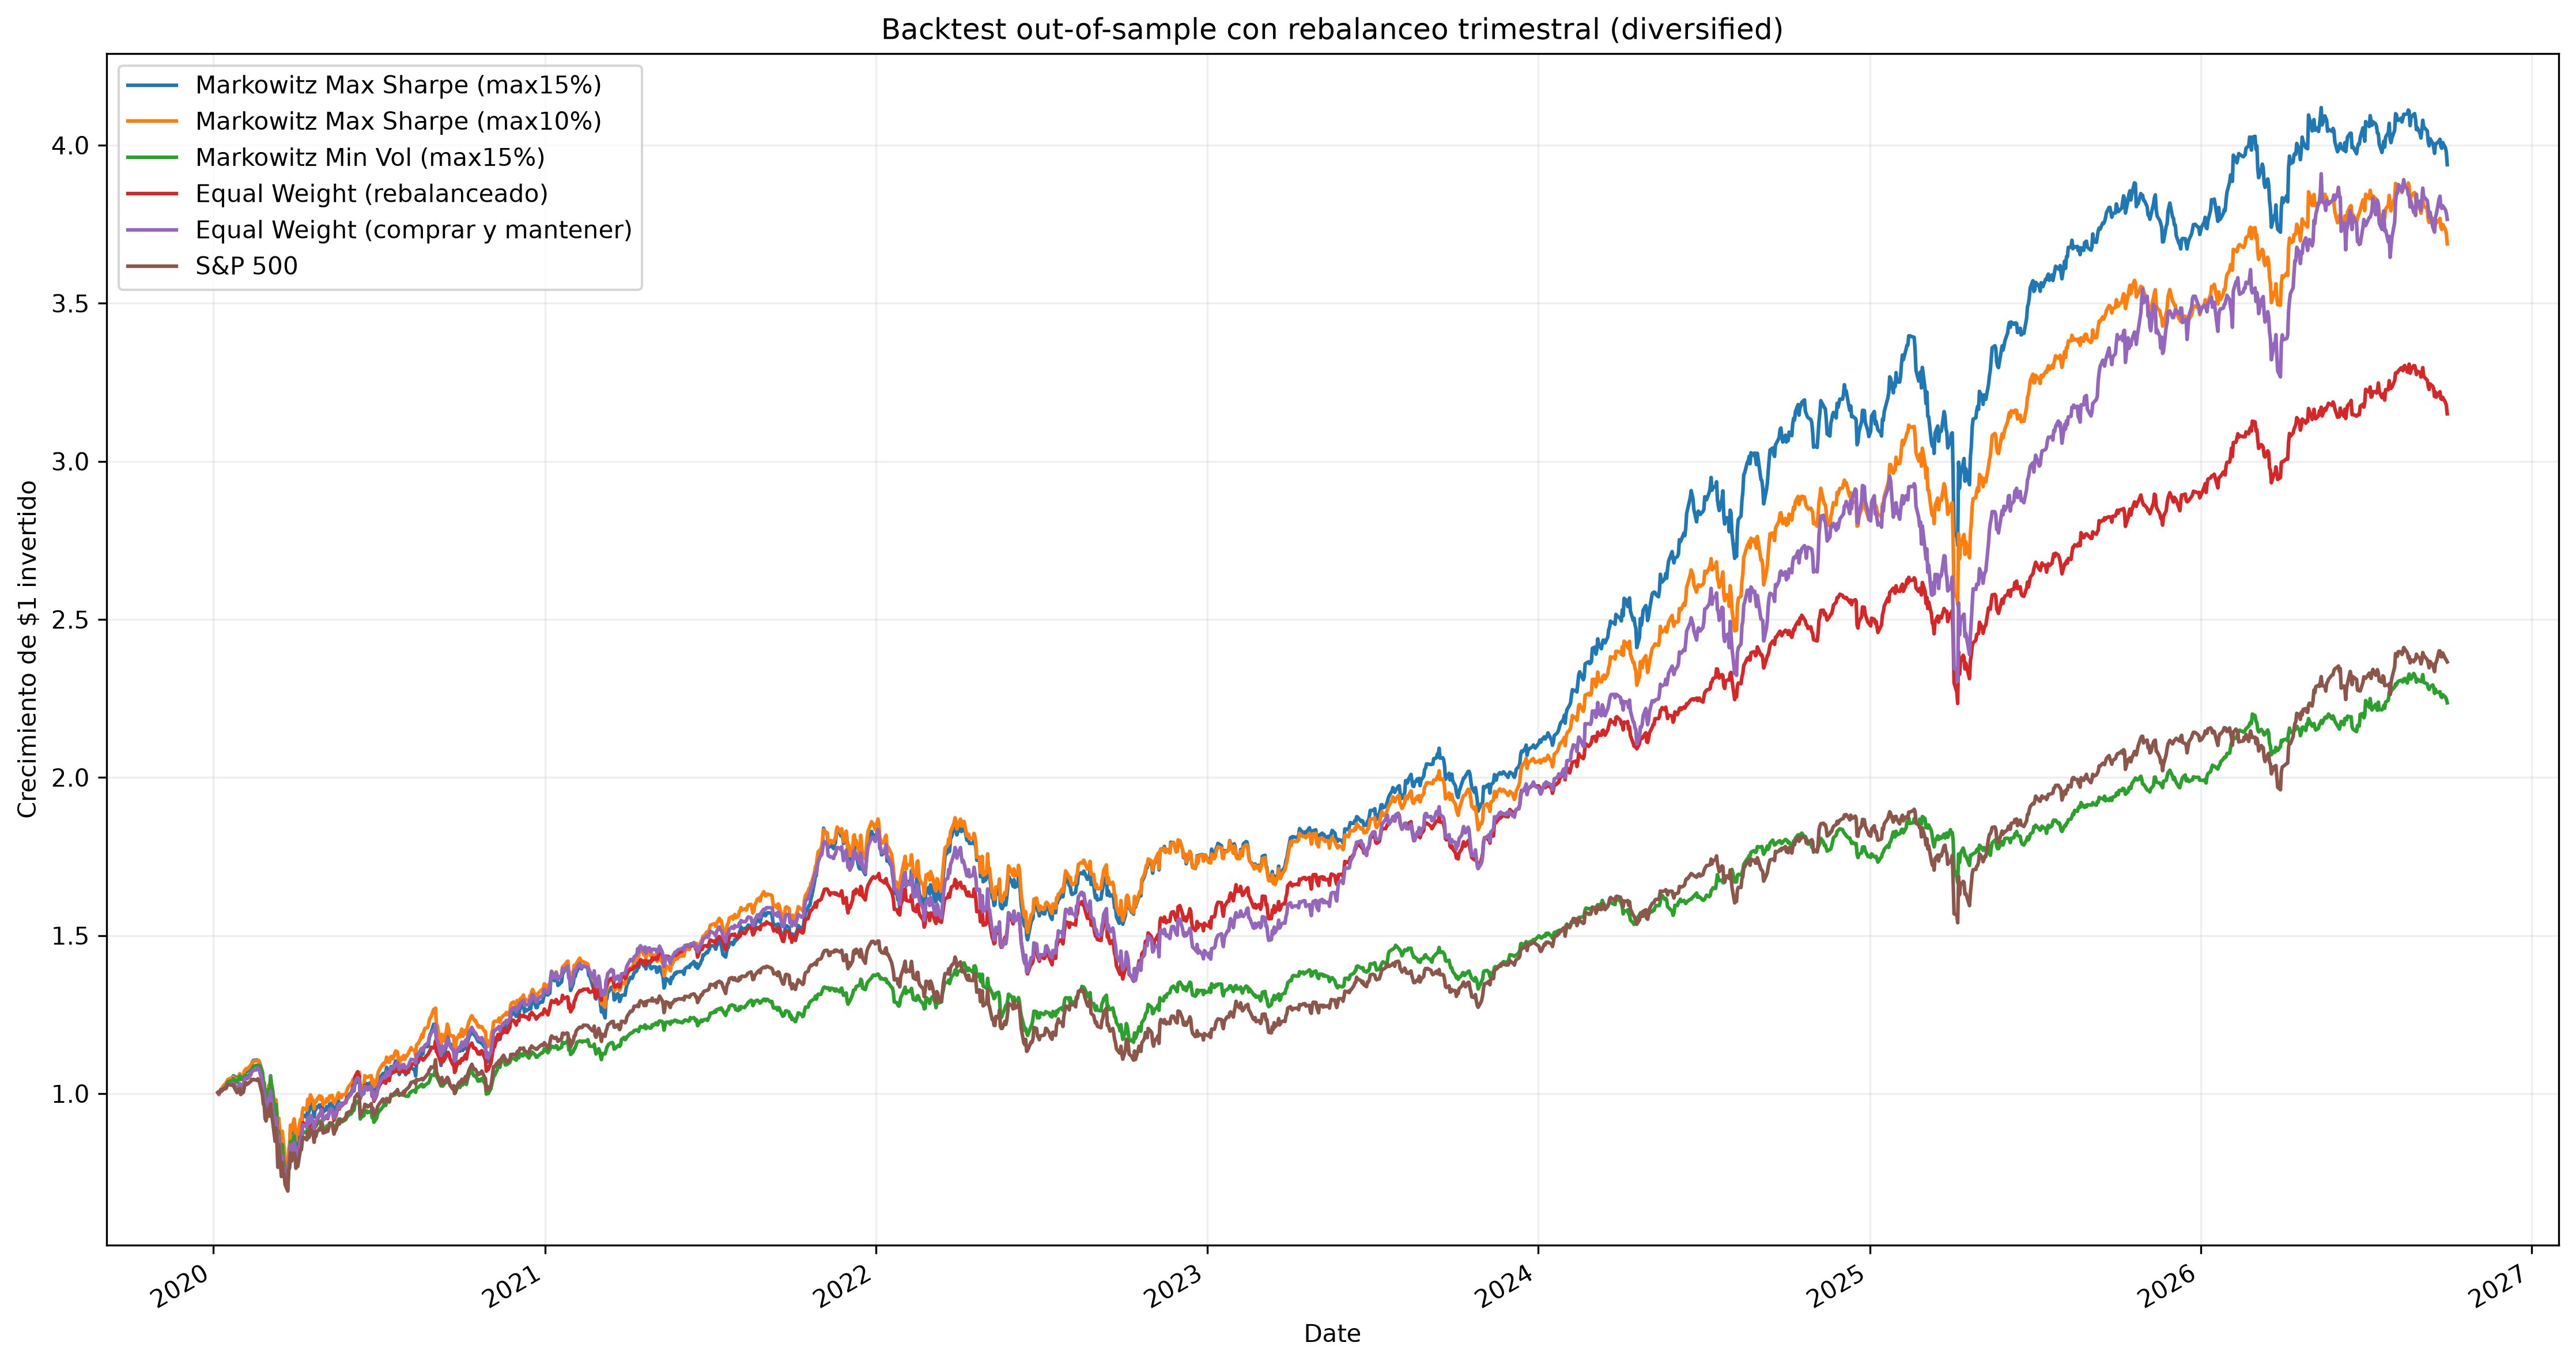 Backtest out-of-sample con rebalanceo trimestral (diversified)
Markowitz Max Sharpe (max15%)
Markowitz Max Sharpe (max10%)
Markowitz Min Vol (max15%)
Equal Weight (rebalanceado)
Equal Weight (comprar y mantener)
S&P 500
Crecimiento de $1 invertido
4.0
3.5
3.0
2.5
2.0
1.5
1.0
2020
2021
2022
2023
2024
2025
2026
2027
Date